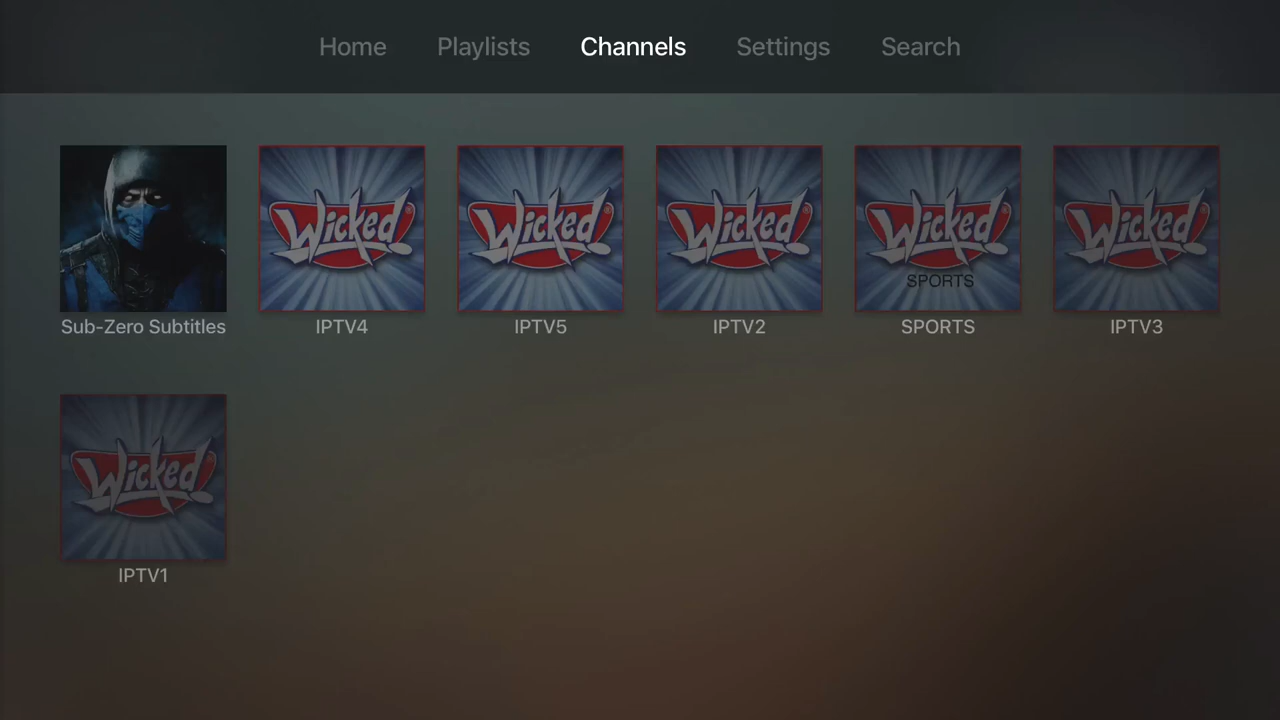 Home Playlists Channels Settings Search
Wicked® Wicked® Wicked® Wicked® Wicked®
SPORTS
Sub-Zero Subtitles IPTV4 IPTV5 IPTV2 SPORTS IPTV3
Wicked®
IPTV1